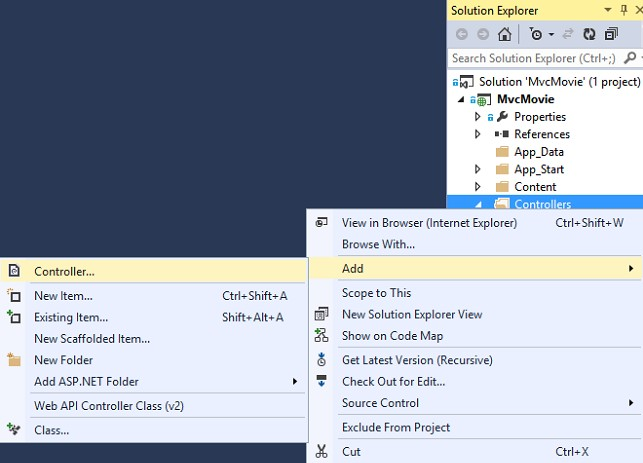 Solution Explorer
Search Solution Explorer (Ctrl+;)
Solution 'MvcMovie' (1 project)
MvcMovie
Properties
References
App_Data
App_Start
Content
Controllers
View in Browser (Internet Explorer) Ctrl+Shift+W
Browse With...
Add
Scope to This
New Solution Explorer View
Show on Code Map
Get Latest Version (Recursive)
Check Out for Edit...
Source Control
Exclude From Project
Cut Ctrl+X
Controller...
New Item... Ctrl+Shift+A
Existing Item... Shift+Alt+A
New Scaffolded Item...
New Folder
Add ASP.NET Folder
Web API Controller Class (v2)
Class...